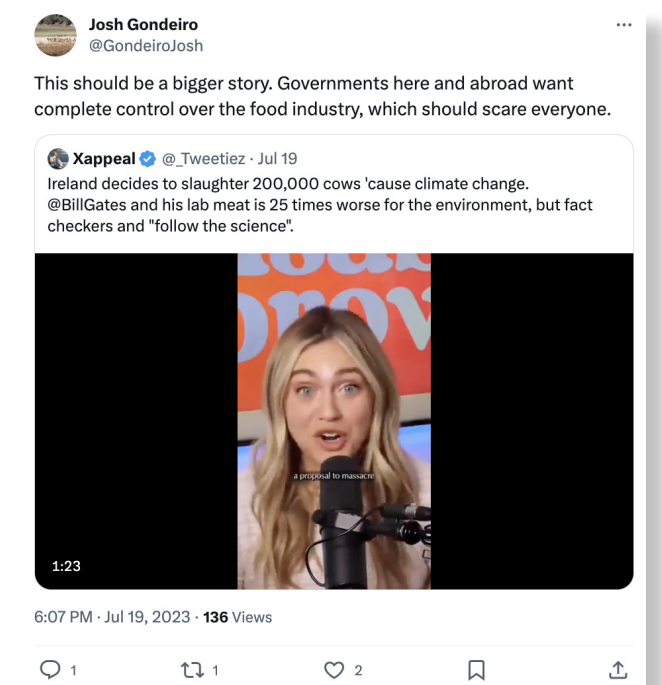 Josh Gondeiro
@GondeiroJosh
This should be a bigger story. Governments here and abroad want
complete control over the food industry, which should scare everyone.
Xappeal @_Tweetiez · Jul 19
Ireland decides to slaughter 200,000 cows 'cause climate change.
@BillGates and his lab meat is 25 times worse for the environment, but fact
checkers and "follow the science".
a proposal to massacre
1:23
6:07 PM · Jul 19, 2023 · 136 Views
1 1 2